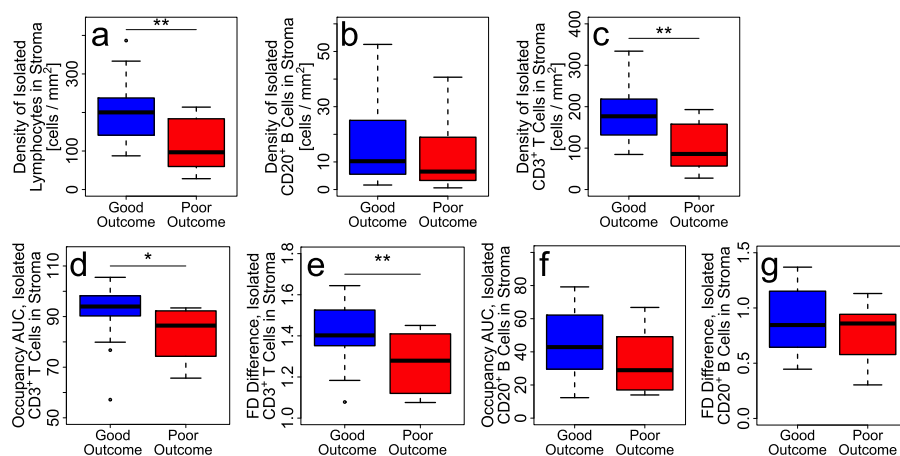 a
**
Density of Isolated
Lymphocytes in Stroma
[cells / mm²]
0
100
200
Good
Outcome
Poor
Outcome
b
Density of Isolated
CD20⁺ B Cells in Stroma
[cells / mm²]
0
10
30
50
Good
Outcome
Poor
Outcome
c
**
Density of Isolated
CD3⁺ T Cells in Stroma
[cells / mm²]
0
100
200
300
400
Good
Outcome
Poor
Outcome
d
*
Occupancy AUC, Isolated
CD3⁺ T Cells in Stroma
50
70
90
110
Good
Outcome
Poor
Outcome
e
**
FD Difference, Isolated
CD3⁺ T Cells in Stroma
1.0
1.2
1.4
1.6
1.8
Good
Outcome
Poor
Outcome
f
Occupancy AUC, Isolated
CD20⁺ B Cells in Stroma
0
20
40
60
80
Good
Outcome
Poor
Outcome
g
FD Difference, Isolated
CD20⁺ B Cells in Stroma
0.0
0.5
1.0
1.5
Good
Outcome
Poor
Outcome